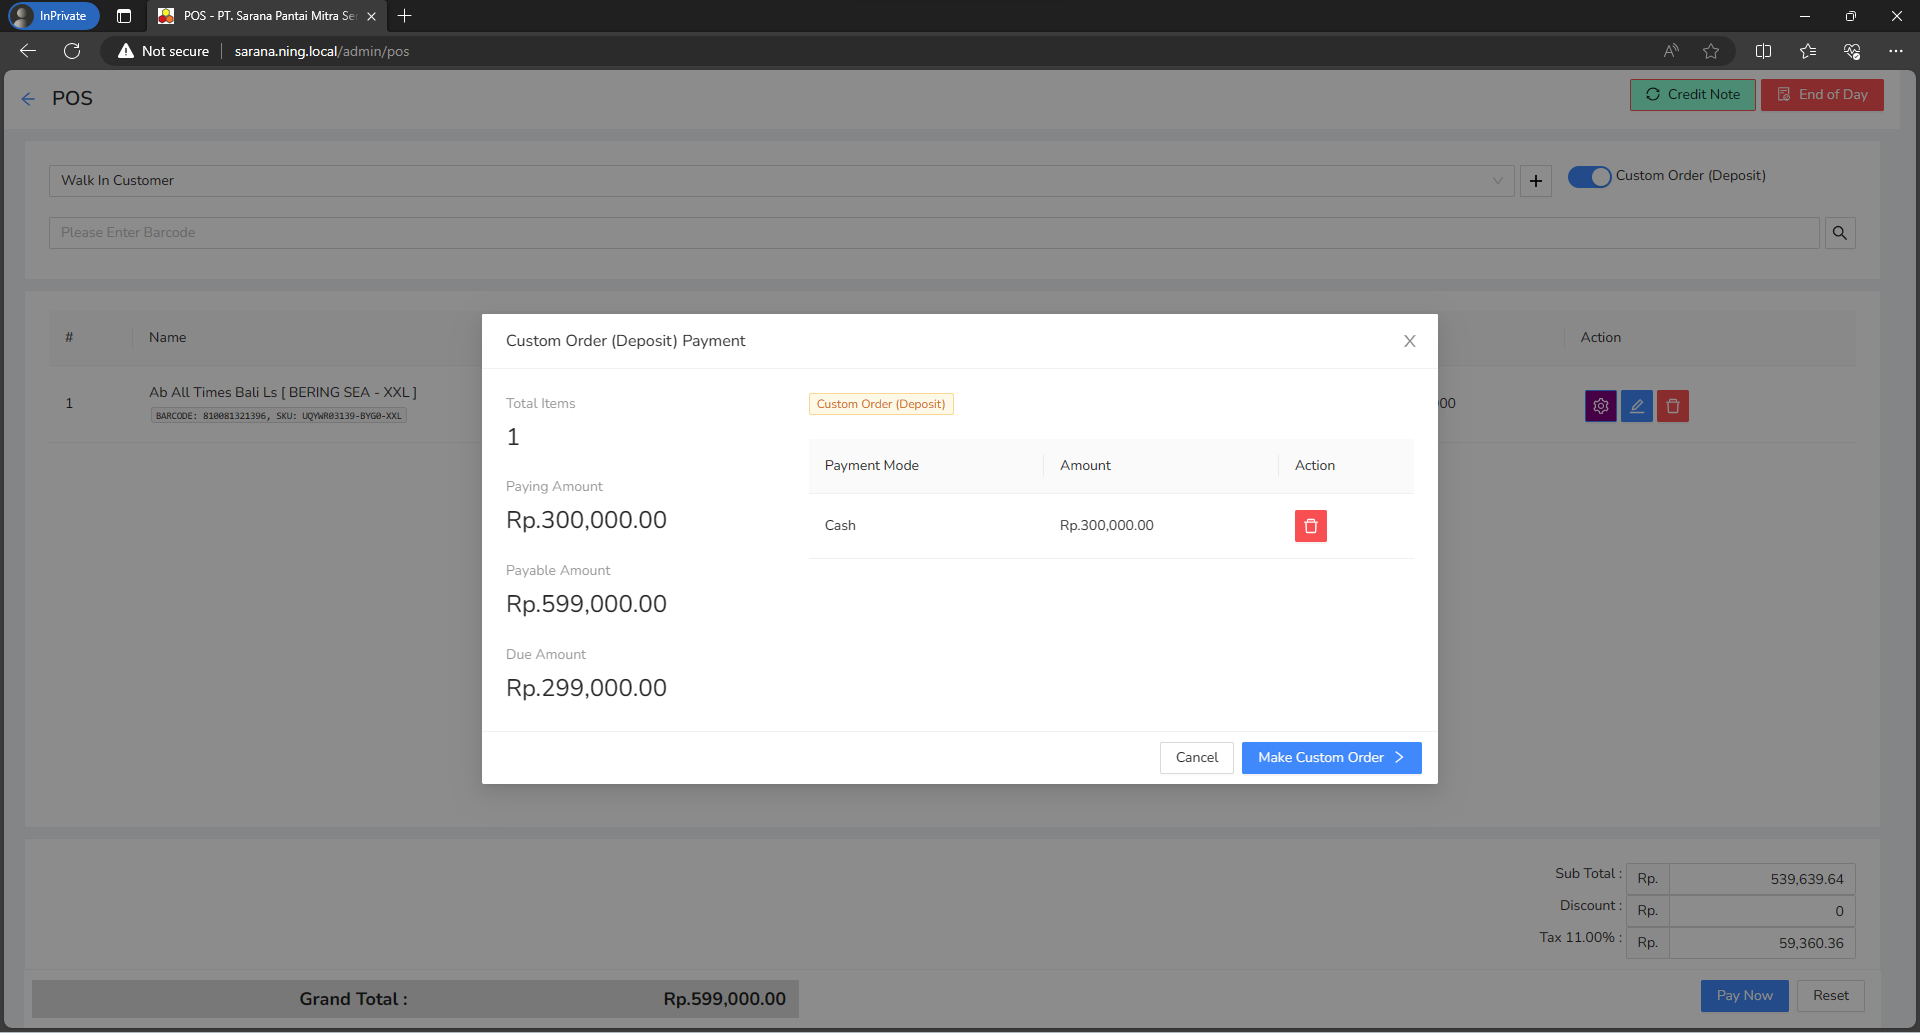 InPrivate
POS - PT. Sarana Pantai Mitra Se
Not secure
sarana.ning.local/admin/pos
POS
Credit Note
End of Day
Walk In Customer
Custom Order (Deposit)
Please Enter Barcode
# Name Action
1 Ab All Times Bali Ls [ BERING SEA - XXL ] 00
BARCODE: 810081321396, SKU: UQYWR03139-BYG0-XXL
Custom Order (Deposit) Payment
Total Items
1
Paying Amount
Rp.300,000.00
Payable Amount
Rp.599,000.00
Due Amount
Rp.299,000.00
Custom Order (Deposit)
Payment Mode Amount Action
Cash Rp.300,000.00
Cancel
Make Custom Order
Sub Total : Rp. 539,639.64
Discount : Rp. 0
Tax 11.00% : Rp. 59,360.36
Grand Total : Rp.599,000.00
Pay Now
Reset